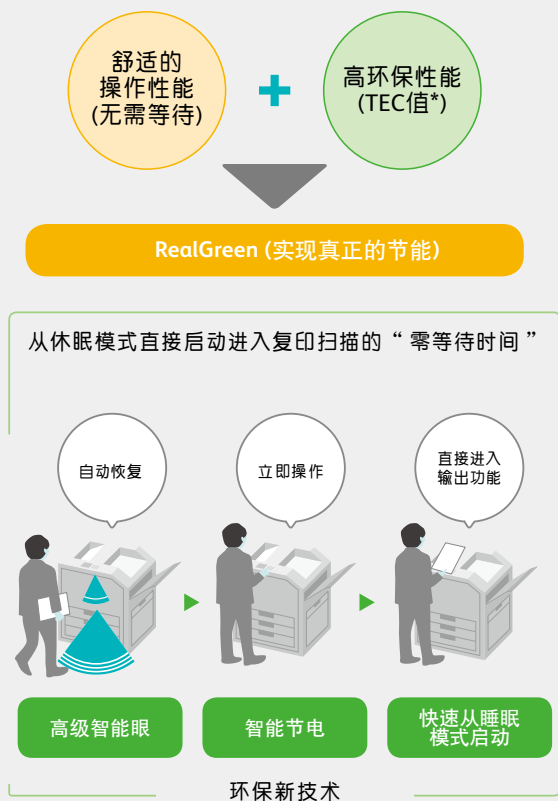 舒适的
操作性能
(无需等待)
高环保性能
(TEC值*)
RealGreen (实现真正的节能)
从休眠模式直接启动进入复印扫描的“零等待时间”
自动恢复
立即操作
直接进入
输出功能
高级智能眼
智能节电
快速从睡眠
模式启动
环保新技术